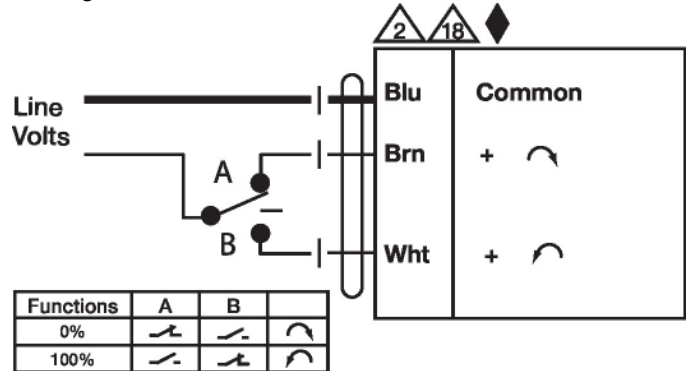 2 18
Line
Volts
Blu Common
Brn +
A
B
Wht +
Functions A B
0%
100%